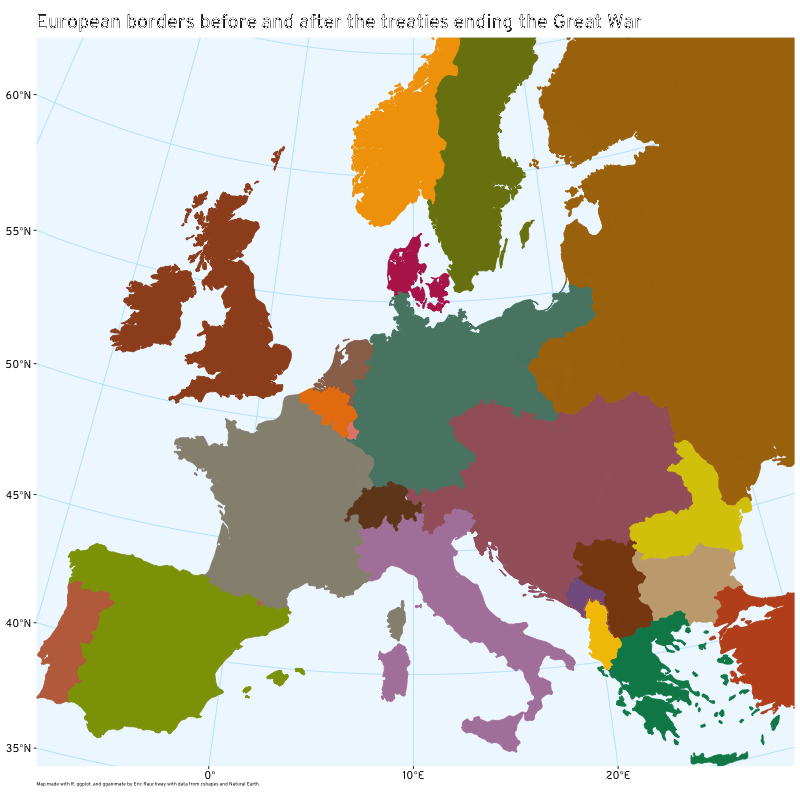 European borders before and after the treaties ending the Great War
60°N
55°N
50°N
45°N
40°N
35°N
0°
10°E
20°E
Map made with R, ggplot, and gganimate by Eric Rauchway with data from cshapes and Natural Earth.